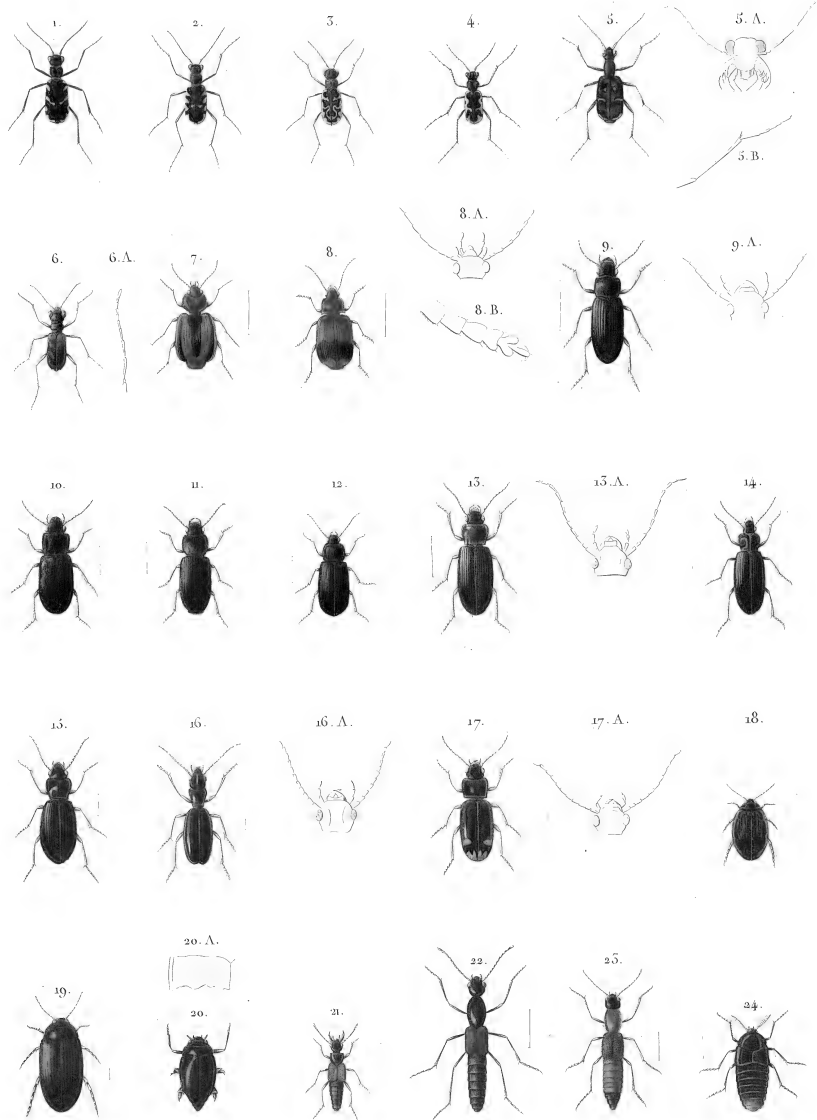 1. 2. 3. 4. 5. 5. A.
5. B.
8. A.
6. 6. A. 7. 8. 9. 9. A.
8. B.
10. 11. 12. 13. 13. A. 14.
15. 16. 16. A. 17. 17. A. 18.
20. A.
19. 20. 21. 22. 23. 24.